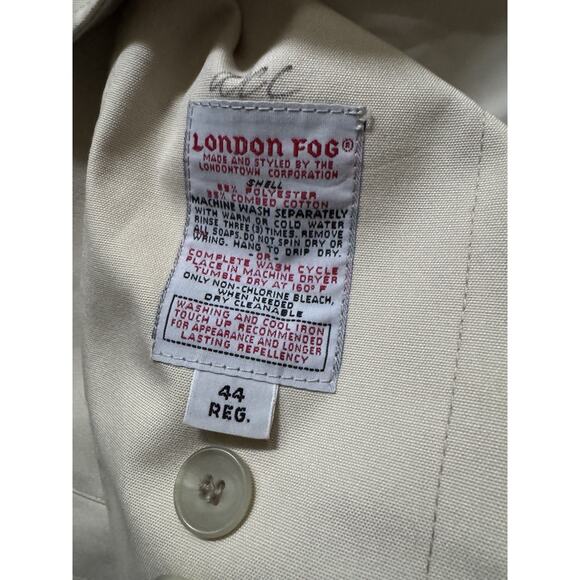 abc
LONDON FOG®
MADE AND STYLED BY THE
LONDONTOWN CORPORATION
SHELL
65% POLYESTER
35% COMBED COTTON
MACHINE WASH SEPARATELY
WITH WARM OR COLD WATER
RINSE THREE (3) TIMES. REMOVE
ALL SOAPS. DO NOT SPIN DRY OR
WRING. HANG TO DRIP DRY.
-OR-
COMPLETE WASH CYCLE
PLACE IN MACHINE DRYER
TUMBLE DRY AT 160° F
ONLY NON-CHLORINE BLEACH,
WHEN NEEDED
DRY CLEANABLE
WASHING AND COOL IRON
TOUCH UP RECOMMENDED
FOR APPEARANCE AND LONGER
LASTING REPELLENCY
44
REG.